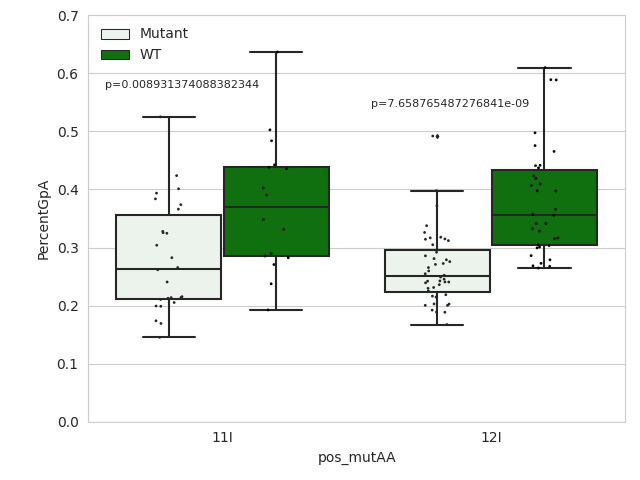 0.7
Mutant
WT
p=0.008931374088382344
p=7.658765487276841e-09
0.6
0.5
0.4
0.3
0.2
0.1
0.0
PercentGpA
11I
12I
pos_mutAA